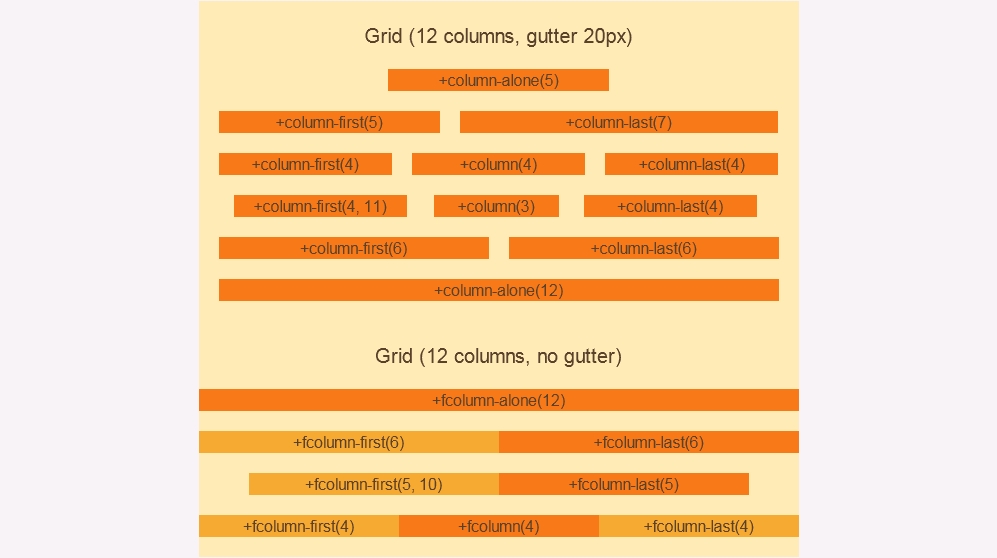 Grid (12 columns, gutter 20px)
+column-alone(5)
+column-first(5) +column-last(7)
+column-first(4) +column(4) +column-last(4)
+column-first(4, 11) +column(3) +column-last(4)
+column-first(6) +column-last(6)
+column-alone(12)
Grid (12 columns, no gutter)
+fcolumn-alone(12)
+fcolumn-first(6) +fcolumn-last(6)
+fcolumn-first(5, 10) +fcolumn-last(5)
+fcolumn-first(4) +fcolumn(4) +fcolumn-last(4)